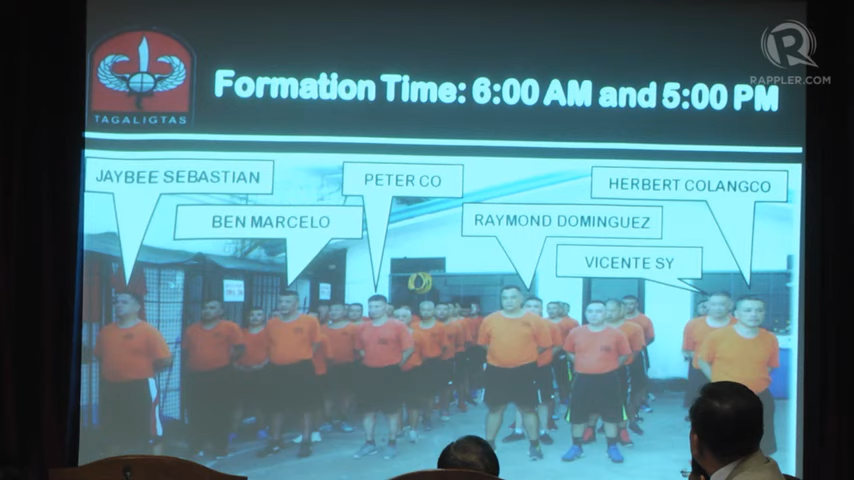 RAPPLER.COM
TAGALIGTAS
Formation Time: 6:00 AM and 5:00 PM
JAYBEE SEBASTIAN
PETER CO
HERBERT COLANGCO
BEN MARCELO
RAYMOND DOMINGUEZ
VICENTE SY